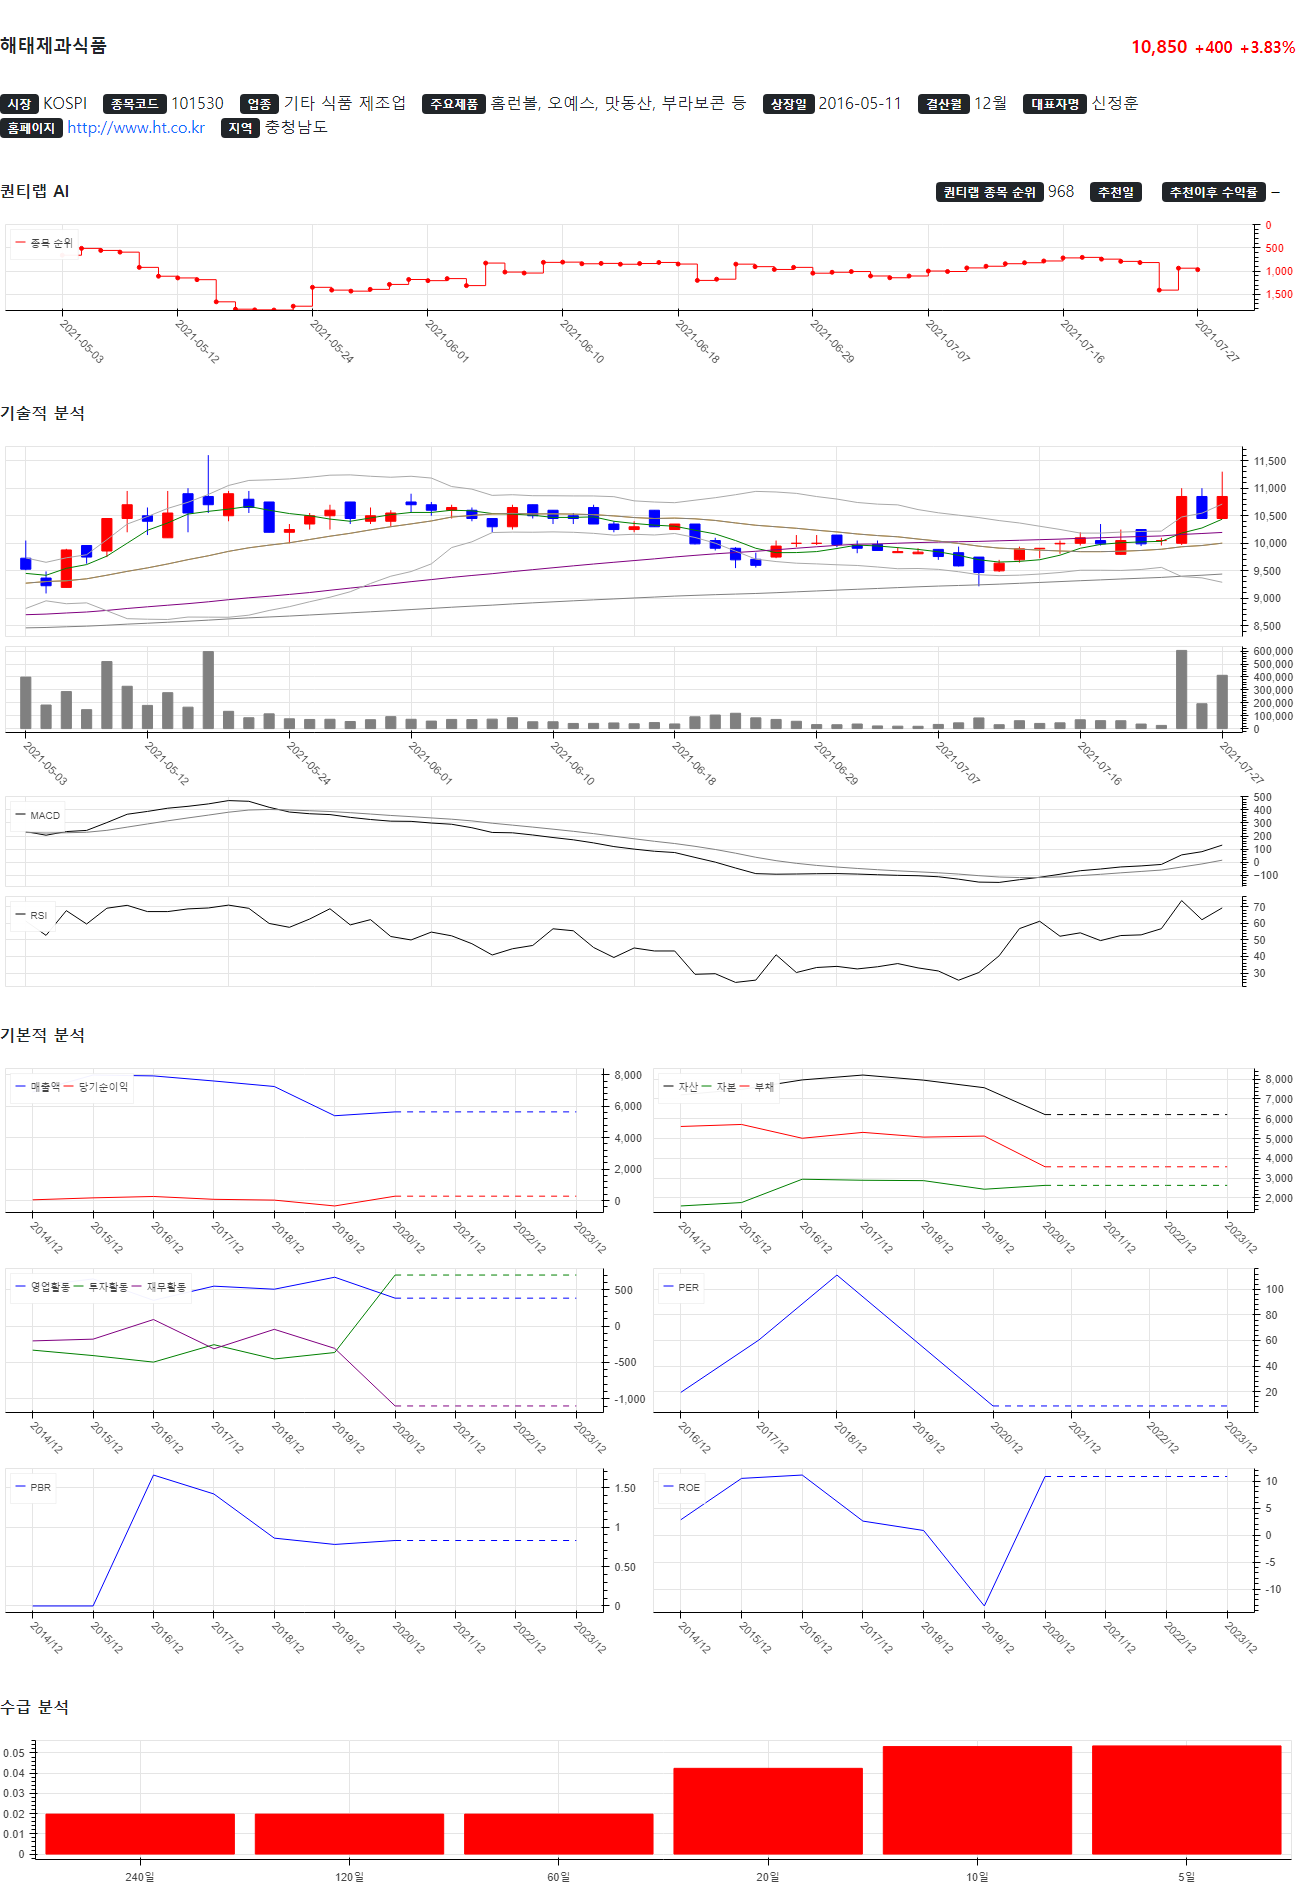 해태제과식품
10,850 +400 +3.83%
시장 KOSPI 종목코드 101530 업종 기타 식품 제조업 주요제품 홈런볼, 오예스, 맛동산, 부라보콘 등 상장일 2016-05-11 결산월 12월 대표자명 신정훈
홈페이지 http://www.ht.co.kr 지역 충청남도
퀀티랩 AI
퀀티랩 종목 순위 968 추천일 추천이후 수익률 –
종목 순위
0
500
1,000
1,500
2021-05-03 2021-05-12 2021-05-24 2021-06-01 2021-06-10 2021-06-18 2021-06-29 2021-07-07 2021-07-16 2021-07-27
기술적 분석
11,500
11,000
10,500
10,000
9,500
9,000
8,500
600,000
500,000
400,000
300,000
200,000
100,000
0
2021-05-03 2021-05-12 2021-05-24 2021-06-01 2021-06-10 2021-06-18 2021-06-29 2021-07-07 2021-07-16 2021-07-27
MACD
500
400
300
200
100
0
-100
RSI
70
60
50
40
30
기본적 분석
매출액 당기순이익
8,000
6,000
4,000
2,000
0
2014/12 2015/12 2016/12 2017/12 2018/12 2019/12 2020/12 2021/12 2022/12 2023/12
자산 자본 부채
8,000
7,000
6,000
5,000
4,000
3,000
2,000
2014/12 2015/12 2016/12 2017/12 2018/12 2019/12 2020/12 2021/12 2022/12 2023/12
영업활동 투자활동 재무활동
500
0
-500
-1,000
2014/12 2015/12 2016/12 2017/12 2018/12 2019/12 2020/12 2021/12 2022/12 2023/12
PER
100
80
60
40
20
2016/12 2017/12 2018/12 2019/12 2020/12 2021/12 2022/12 2023/12
PBR
1.50
1
0.50
0
2014/12 2015/12 2016/12 2017/12 2018/12 2019/12 2020/12 2021/12 2022/12 2023/12
ROE
10
5
0
-5
-10
2014/12 2015/12 2016/12 2017/12 2018/12 2019/12 2020/12 2021/12 2022/12 2023/12
수급 분석
0.05
0.04
0.03
0.02
0.01
0
240일 120일 60일 20일 10일 5일